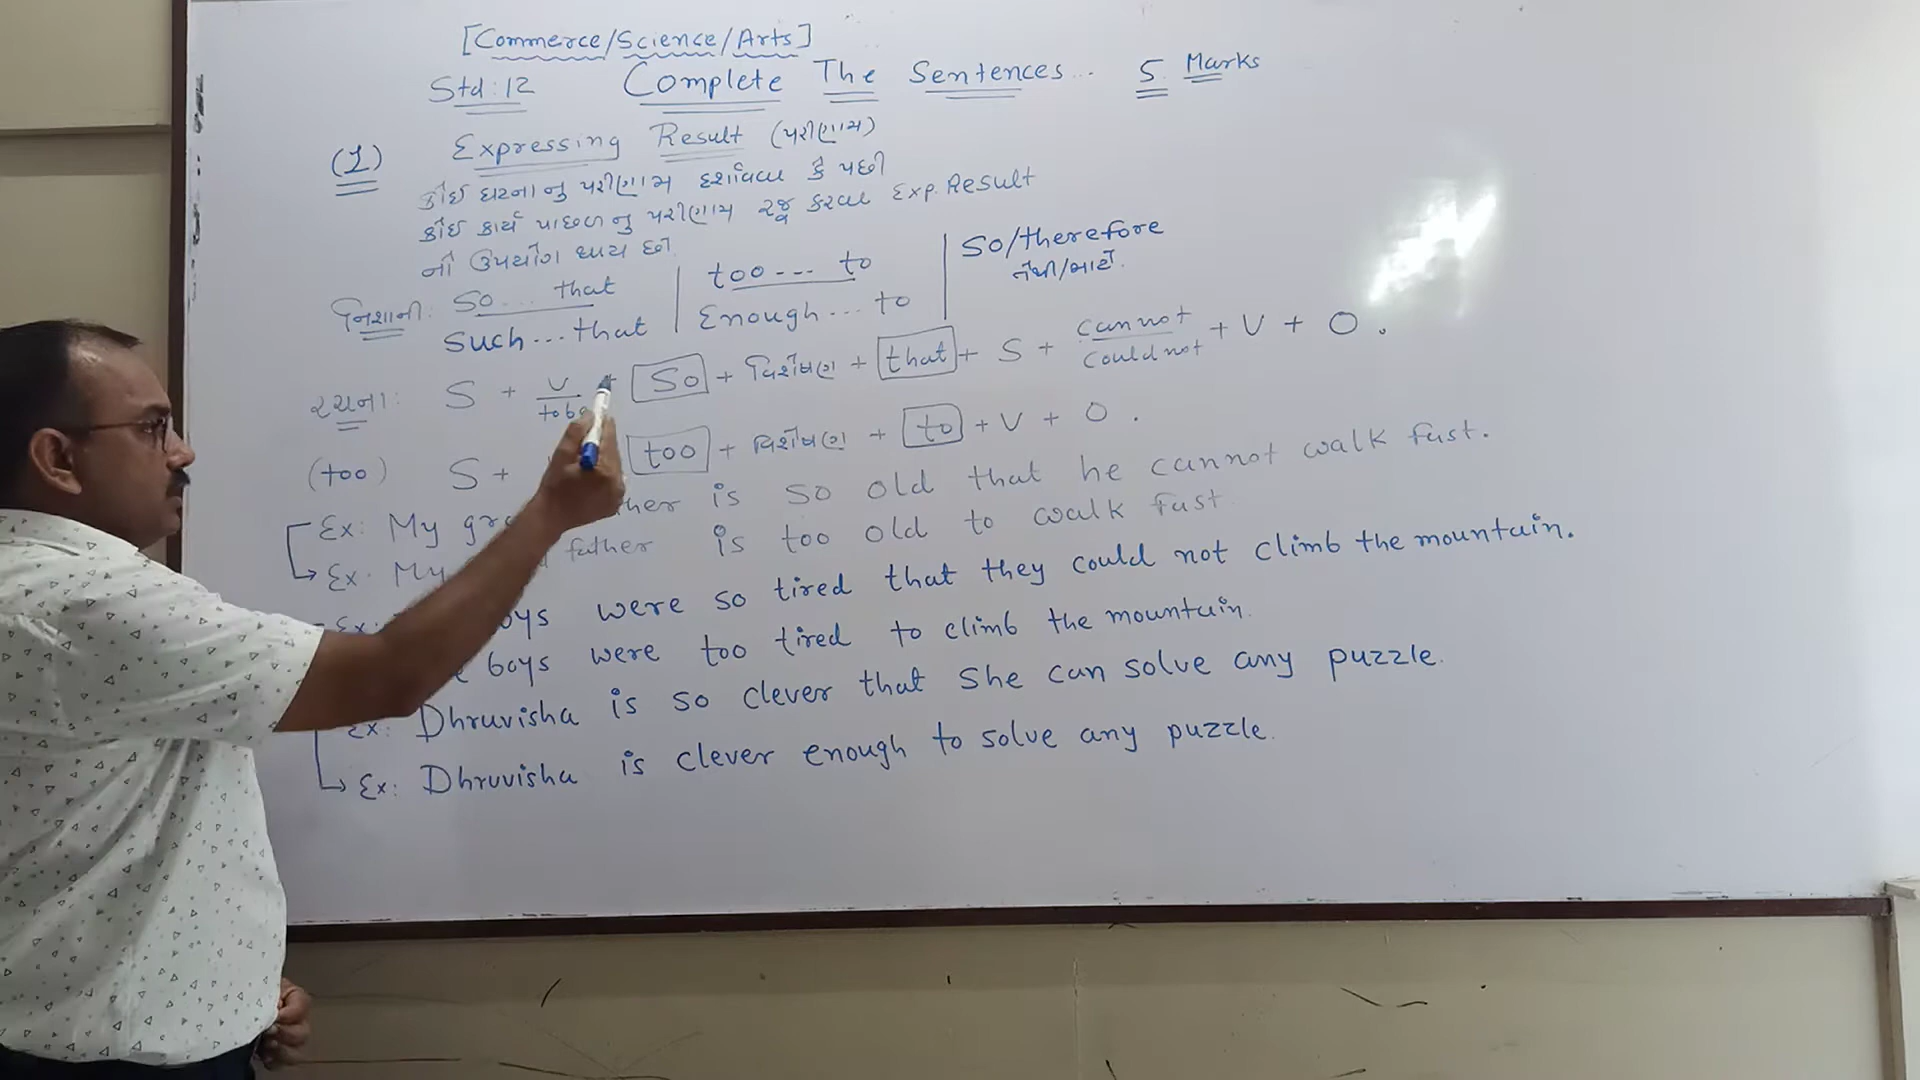 [Commerce/Science/Arts]
Std:12 Complete The Sentences.. 5 Marks
(1) Expressing Result (પરીણામ)
કોઈ ઘટના નુ પરીણામ દર્શાવવા કે પછી
કોઈ કાર્ય પાછળ નુ પરીણામ રજૂ કરવા Exp. Result
નો ઉપયોગ થાય છે.
નિશાની: So.... that | too--- to | So/therefore
Such...that | Enough... to | તેથી/માટે.
રચના: S + V/tobe + So + વિશેષણ + that + S + cannot/could not + V + O.
(too) S + too + વિશેષણ + to + V + O.
Ex: My is so old that he cannot walk fast.
Ex. My father is too old to walk fast
Ex: were so tired that they could not climb the mountain.
boys were too tired to climb the mountain.
Ex: Dhruvisha is so clever that she can solve any puzzle.
Ex: Dhruvisha is clever enough to solve any puzzle.